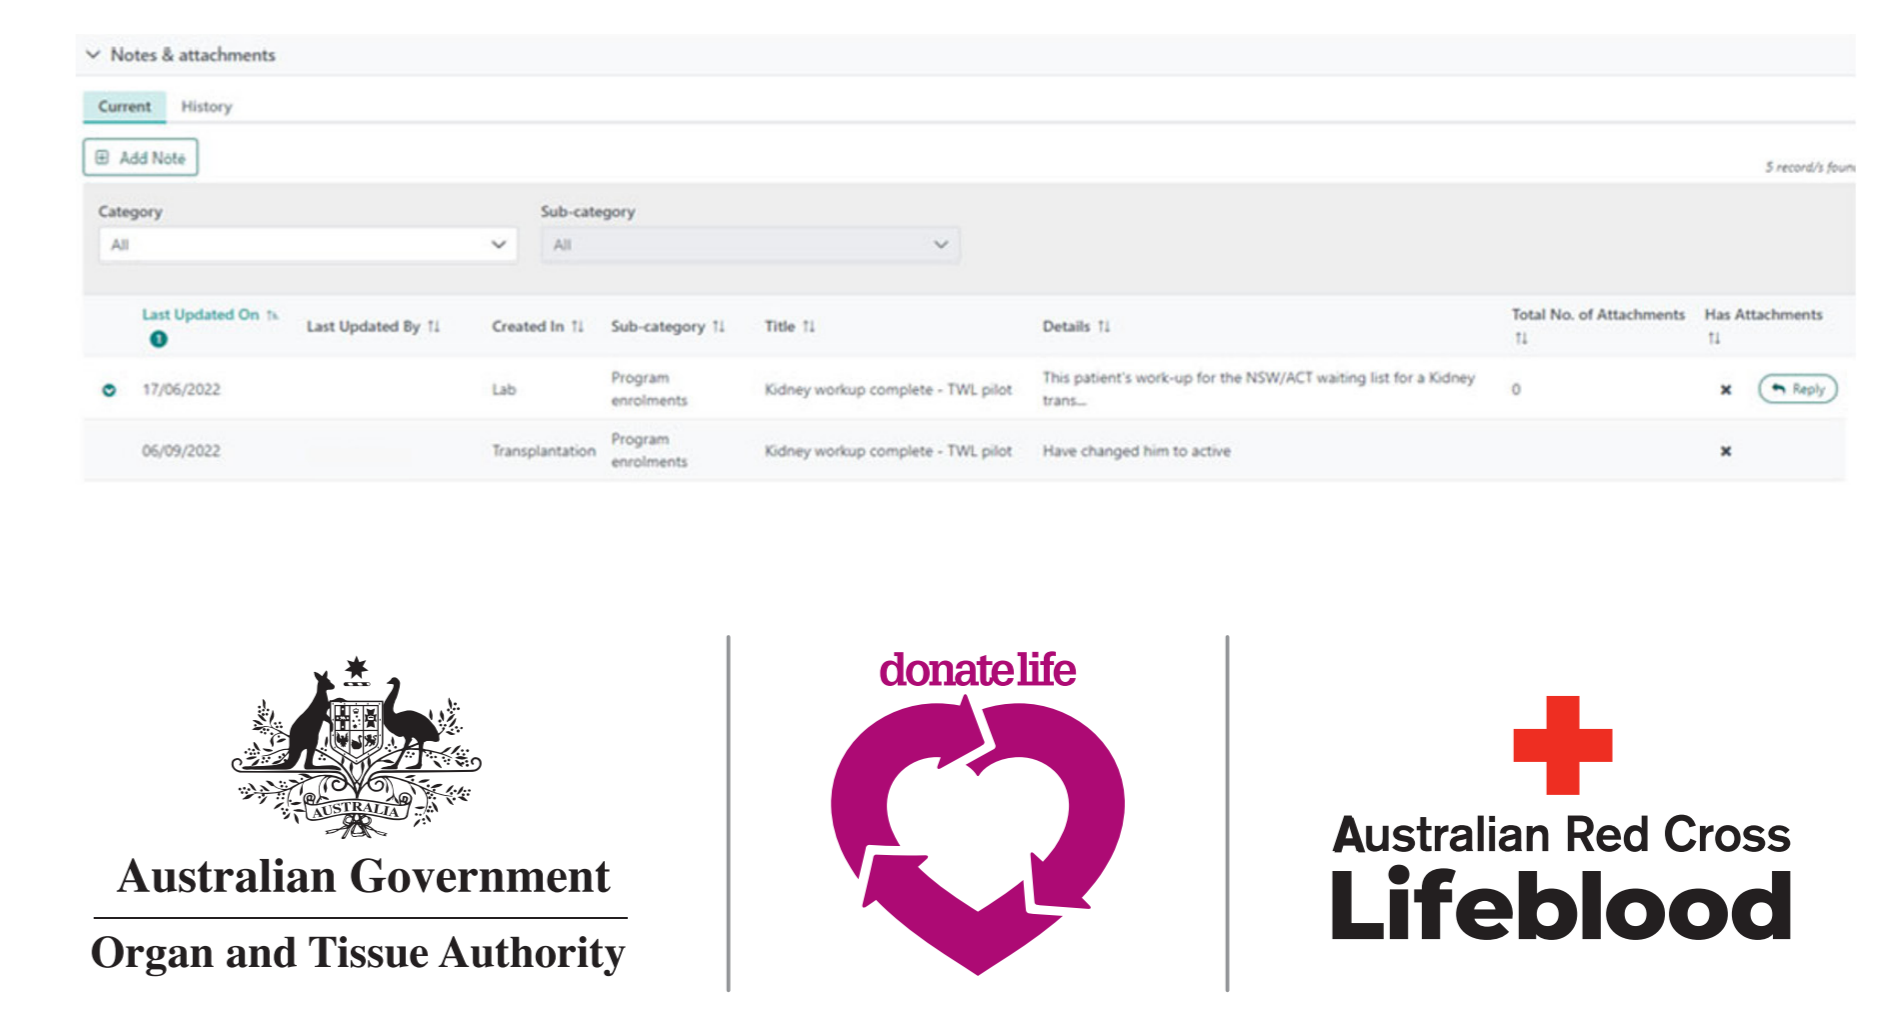 Notes & attachments
Current History
Add Note
5 record/s foun
Category Sub-category
All All
Last Updated On Last Updated By Created In Sub-category Title Details Total No. of Attachments Has Attachments
1
17/06/2022 Lab Program enrolments Kidney workup complete - TWL pilot This patient's work-up for the NSW/ACT waiting list for a Kidney trans... 0 Reply
06/09/2022 Transplantation Program enrolments Kidney workup complete - TWL pilot Have changed him to active
AUSTRALIA
Australian Government
Organ and Tissue Authority
donatelife
Australian Red Cross
Lifeblood